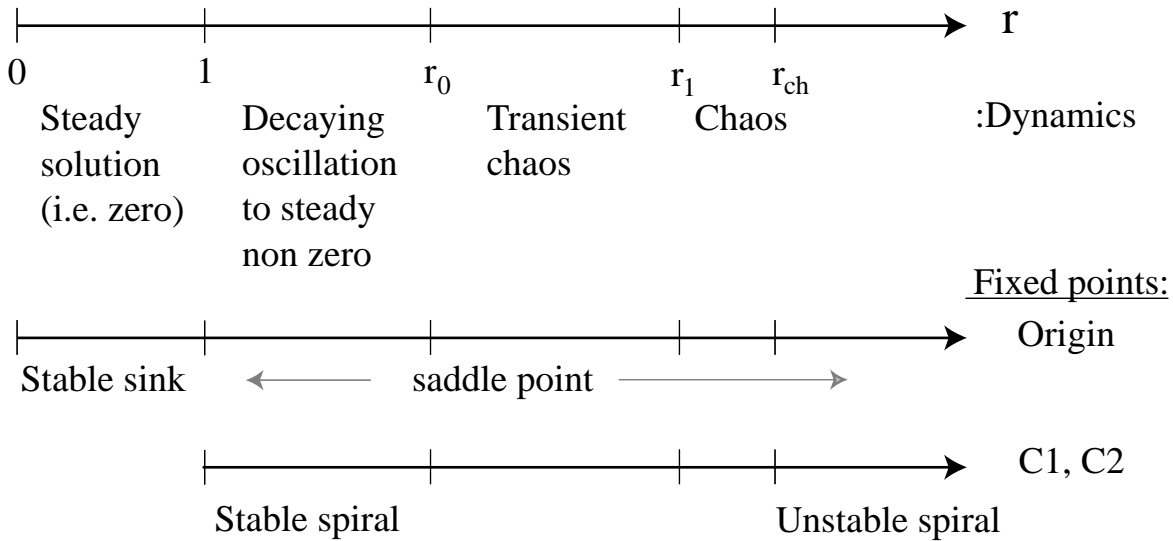 r
0 1 r₀ r₁ r_ch
Steady Decaying Transient Chaos :Dynamics
solution oscillation chaos
(i.e. zero) to steady
non zero
Fixed points:
Origin
Stable sink saddle point
C1, C2
Stable spiral Unstable spiral